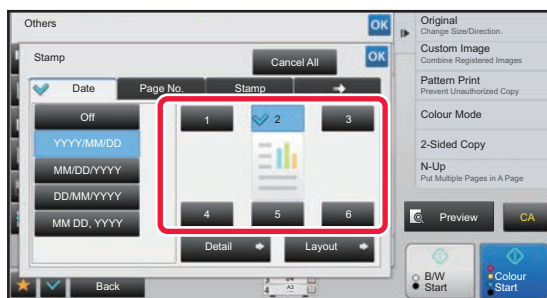 Others
OK
Stamp
Cancel All
OK
Date
Page No.
Stamp
Off
YYYY/MM/DD
MM/DD/YYYY
DD/MM/YYYY
MM DD, YYYY
1
2
3
4
5
6
Detail
Layout
Back
A3
Original
Change Size/Direction.
Custom Image
Combine Registered Images
Pattern Print
Prevent Unauthorized Copy
Colour Mode
2-Sided Copy
N-Up
Put Multiple Pages in A Page
Preview
CA
B/W
Start
Colour
Start